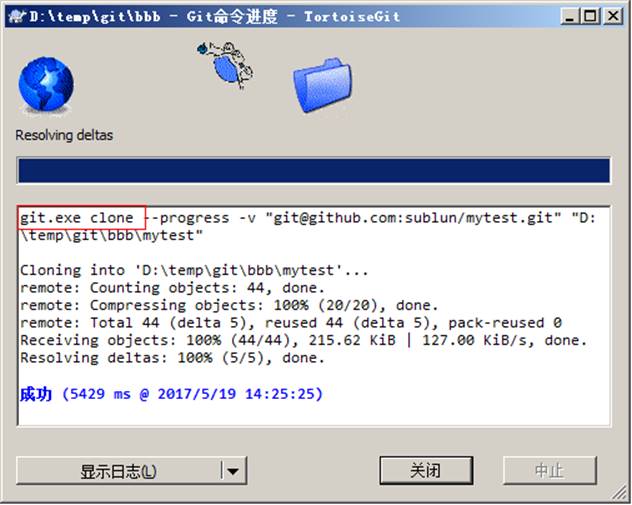 D:\temp\git\bbb - Git命令进度 - TortoiseGit
Resolving deltas
git.exe clone --progress -v "git@github.com:sublun/mytest.git" "D:
\temp\git\bbb\mytest"
Cloning into 'D:\temp\git\bbb\mytest'...
remote: Counting objects: 44, done.
remote: Compressing objects: 100% (20/20), done.
remote: Total 44 (delta 5), reused 44 (delta 5), pack-reused 0
Receiving objects: 100% (44/44), 215.62 KiB | 127.00 KiB/s, done.
Resolving deltas: 100% (5/5), done.
成功 (5429 ms @ 2017/5/19 14:25:25)
显示日志(L) 关闭 中止